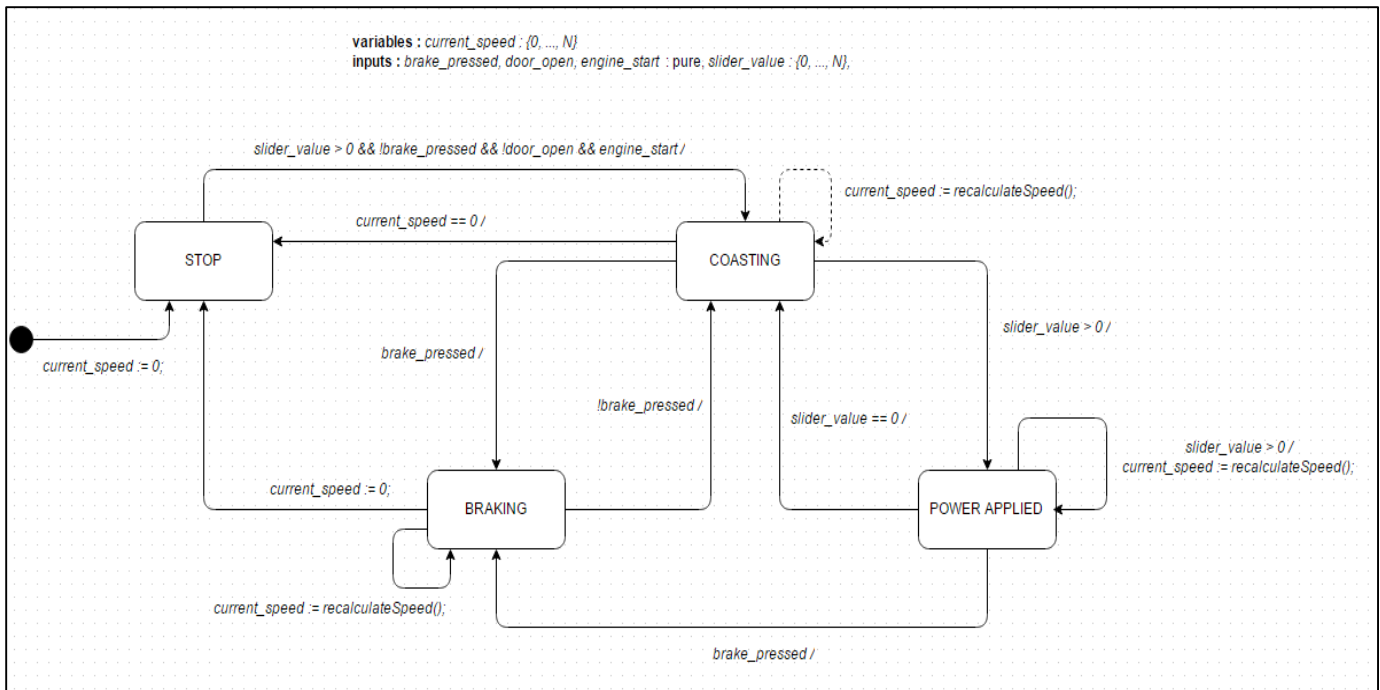 variables : current_speed : {0, ..., N}
inputs : brake_pressed, door_open, engine_start : pure, slider_value : {0, ..., N},
slider_value > 0 && !brake_pressed && !door_open && engine_start /
current_speed := recalculateSpeed();
current_speed == 0 /
STOP
COASTING
slider_value > 0 /
brake_pressed /
current_speed := 0;
!brake_pressed /
slider_value == 0 /
slider_value > 0 /
current_speed := recalculateSpeed();
current_speed := 0;
BRAKING
POWER APPLIED
current_speed := recalculateSpeed();
brake_pressed /